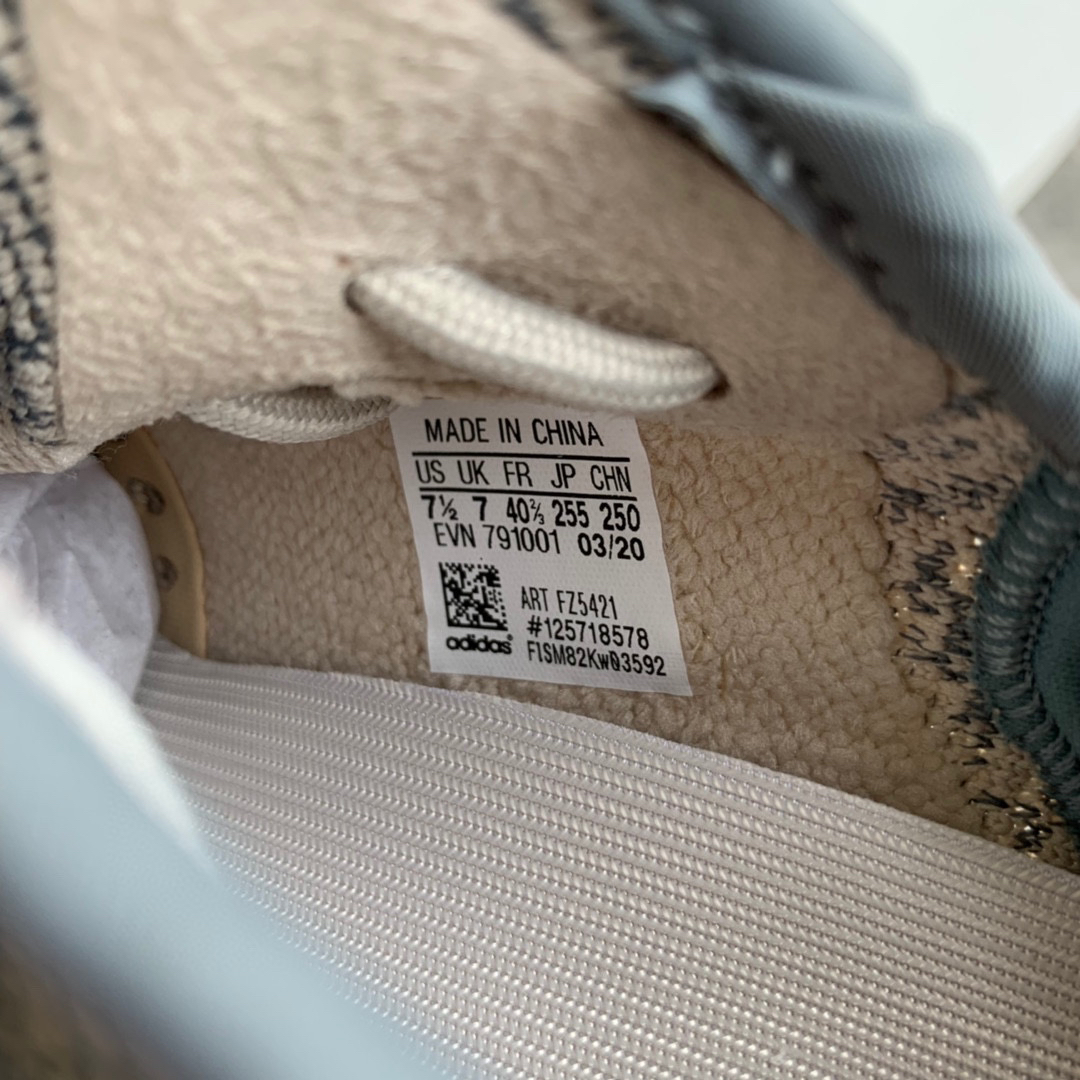 MADE IN CHINA
US UK FR JP CHN
7½ 7 40⅔ 255 250
EVN 791001 03/20
ART FZ5421
#125718578
adidas®
F1SM82Kw03592